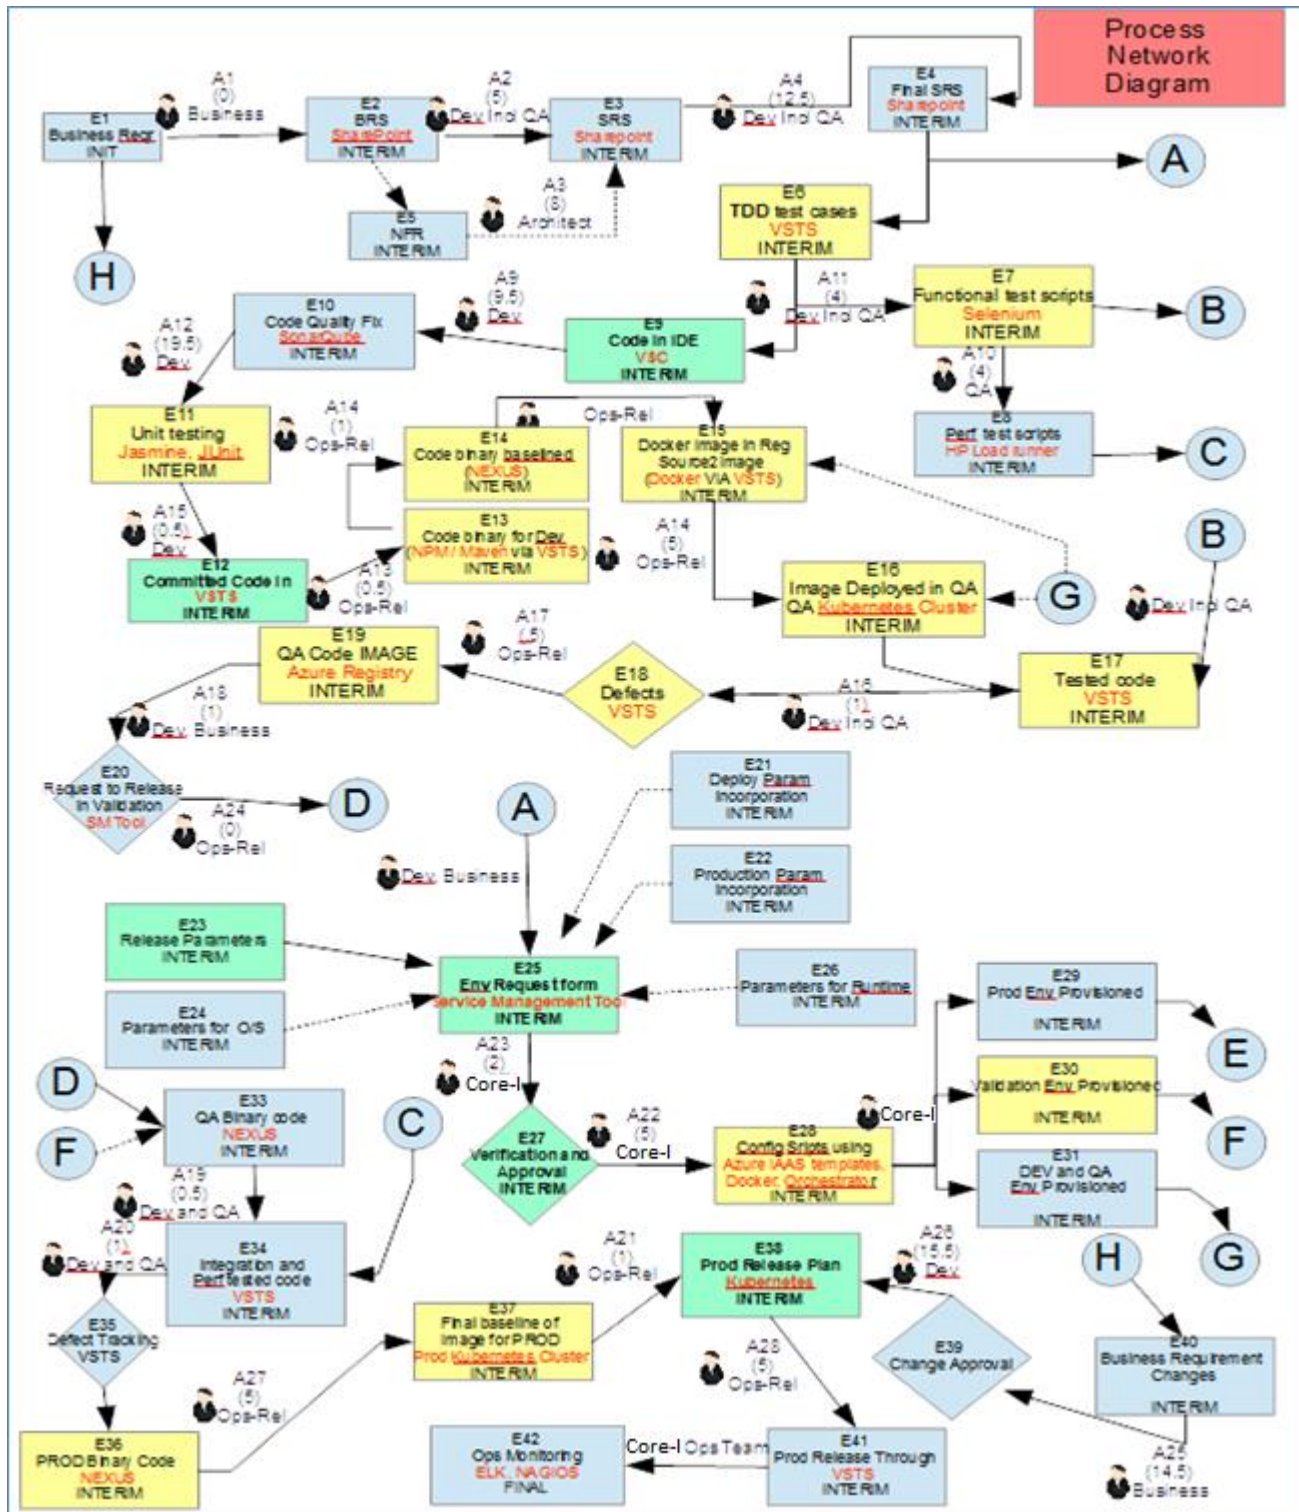 Process
Network
Diagram
A1
(0)
Business
A2
(5)
Dev Incl QA
A4
(12.5)
Dev Incl QA
E4
Final SRS
Sharepoint
INTERIM
E1
Business Reqr
INIT
E2
BRS
SharePoint
INTERIM
E3
SRS
Sharepoint
INTERIM
A
A3
(8)
Architect
E5
NFR
INTERIM
E6
TDD test cases
VSTS
INTERIM
H
A9
(9.5)
Dev
A11
(4)
Dev Incl QA
E7
Functional test scripts
Selenium
INTERIM
B
E10
Code Quality Fix
SonarQube
INTERIM
A12
(19.5)
Dev
E9
Code in IDE
VSC
INTERIM
A10
(4)
QA
E11
Unit testing
Jasmine, JUnit
INTERIM
A14
(1)
Ops-Rel
Ops-Rel
E14
Code binary baselined
(NEXUS)
INTERIM
E15
Docker Image in Reg
Source2Image
(Docker VIA VSTS)
INTERIM
E8
Perf test scripts
HP Load runner
INTERIM
C
A15
(0.5)
Dev
E13
Code binary for Dev
(NPM / Maven via VSTS)
INTERIM
A14
(5)
Ops-Rel
B
E12
Committed Code in
VSTS
INTERIM
A13
(0.5)
Ops-Rel
E16
Image Deployed in QA
QA Kubernetes Cluster
INTERIM
G
Dev Incl QA
E19
QA Code IMAGE
Azure Registry
INTERIM
A17
(.5)
Ops-Rel
E18
Defects
VSTS
A16
(1)
Dev Incl QA
E17
Tested code
VSTS
INTERIM
A18
(1)
Dev Business
E20
Request to Release
in Validation
SM Tool
A24
(0)
Ops-Rel
D
A
E21
Deploy Param
Incorporation
INTERIM
Dev Business
E22
Production Param
Incorporation
INTERIM
E23
Release Parameters
INTERIM
E25
Env Request form
Service Management Tool
INTERIM
E26
Parameters for Runtime
INTERIM
E29
Prod Env Provisioned
INTERIM
E24
Parameters for O/S
INTERIM
E
A23
(2)
Core-I
D
E33
QA Binary code
NEXUS
INTERIM
C
F
E27
Verification and
Approval
INTERIM
A22
(5)
Core-I
Core-I
E28
Config Sripts using
Azure IAAS templates,
Docker, Orchestrator
INTERIM
E30
Validation Env Provisioned
INTERIM
F
E31
DEV and QA
Env Provisioned
INTERIM
G
A19
(0.5)
Dev and QA
A20
(1)
Dev and QA
E34
Integration and
Perf tested code
VSTS
INTERIM
A21
(1)
Ops-Rel
E38
Prod Release Plan
Kubernetes
INTERIM
A26
(15.5)
Dev
H
E35
Defect Tracking
VSTS
E37
Final baseline of
Image for PROD
Prod Kubernetes Cluster
INTERIM
E39
Change Approval
E40
Business Requirement
Changes
INTERIM
A27
(5)
Ops-Rel
A28
(5)
Ops-Rel
E36
PROD Binary Code
NEXUS
INTERIM
E42
Ops Monitoring
ELK, NAGIOS
FINAL
Core-I Ops Team
E41
Prod Release Through
VSTS
INTERIM
A25
(14.5)
Business